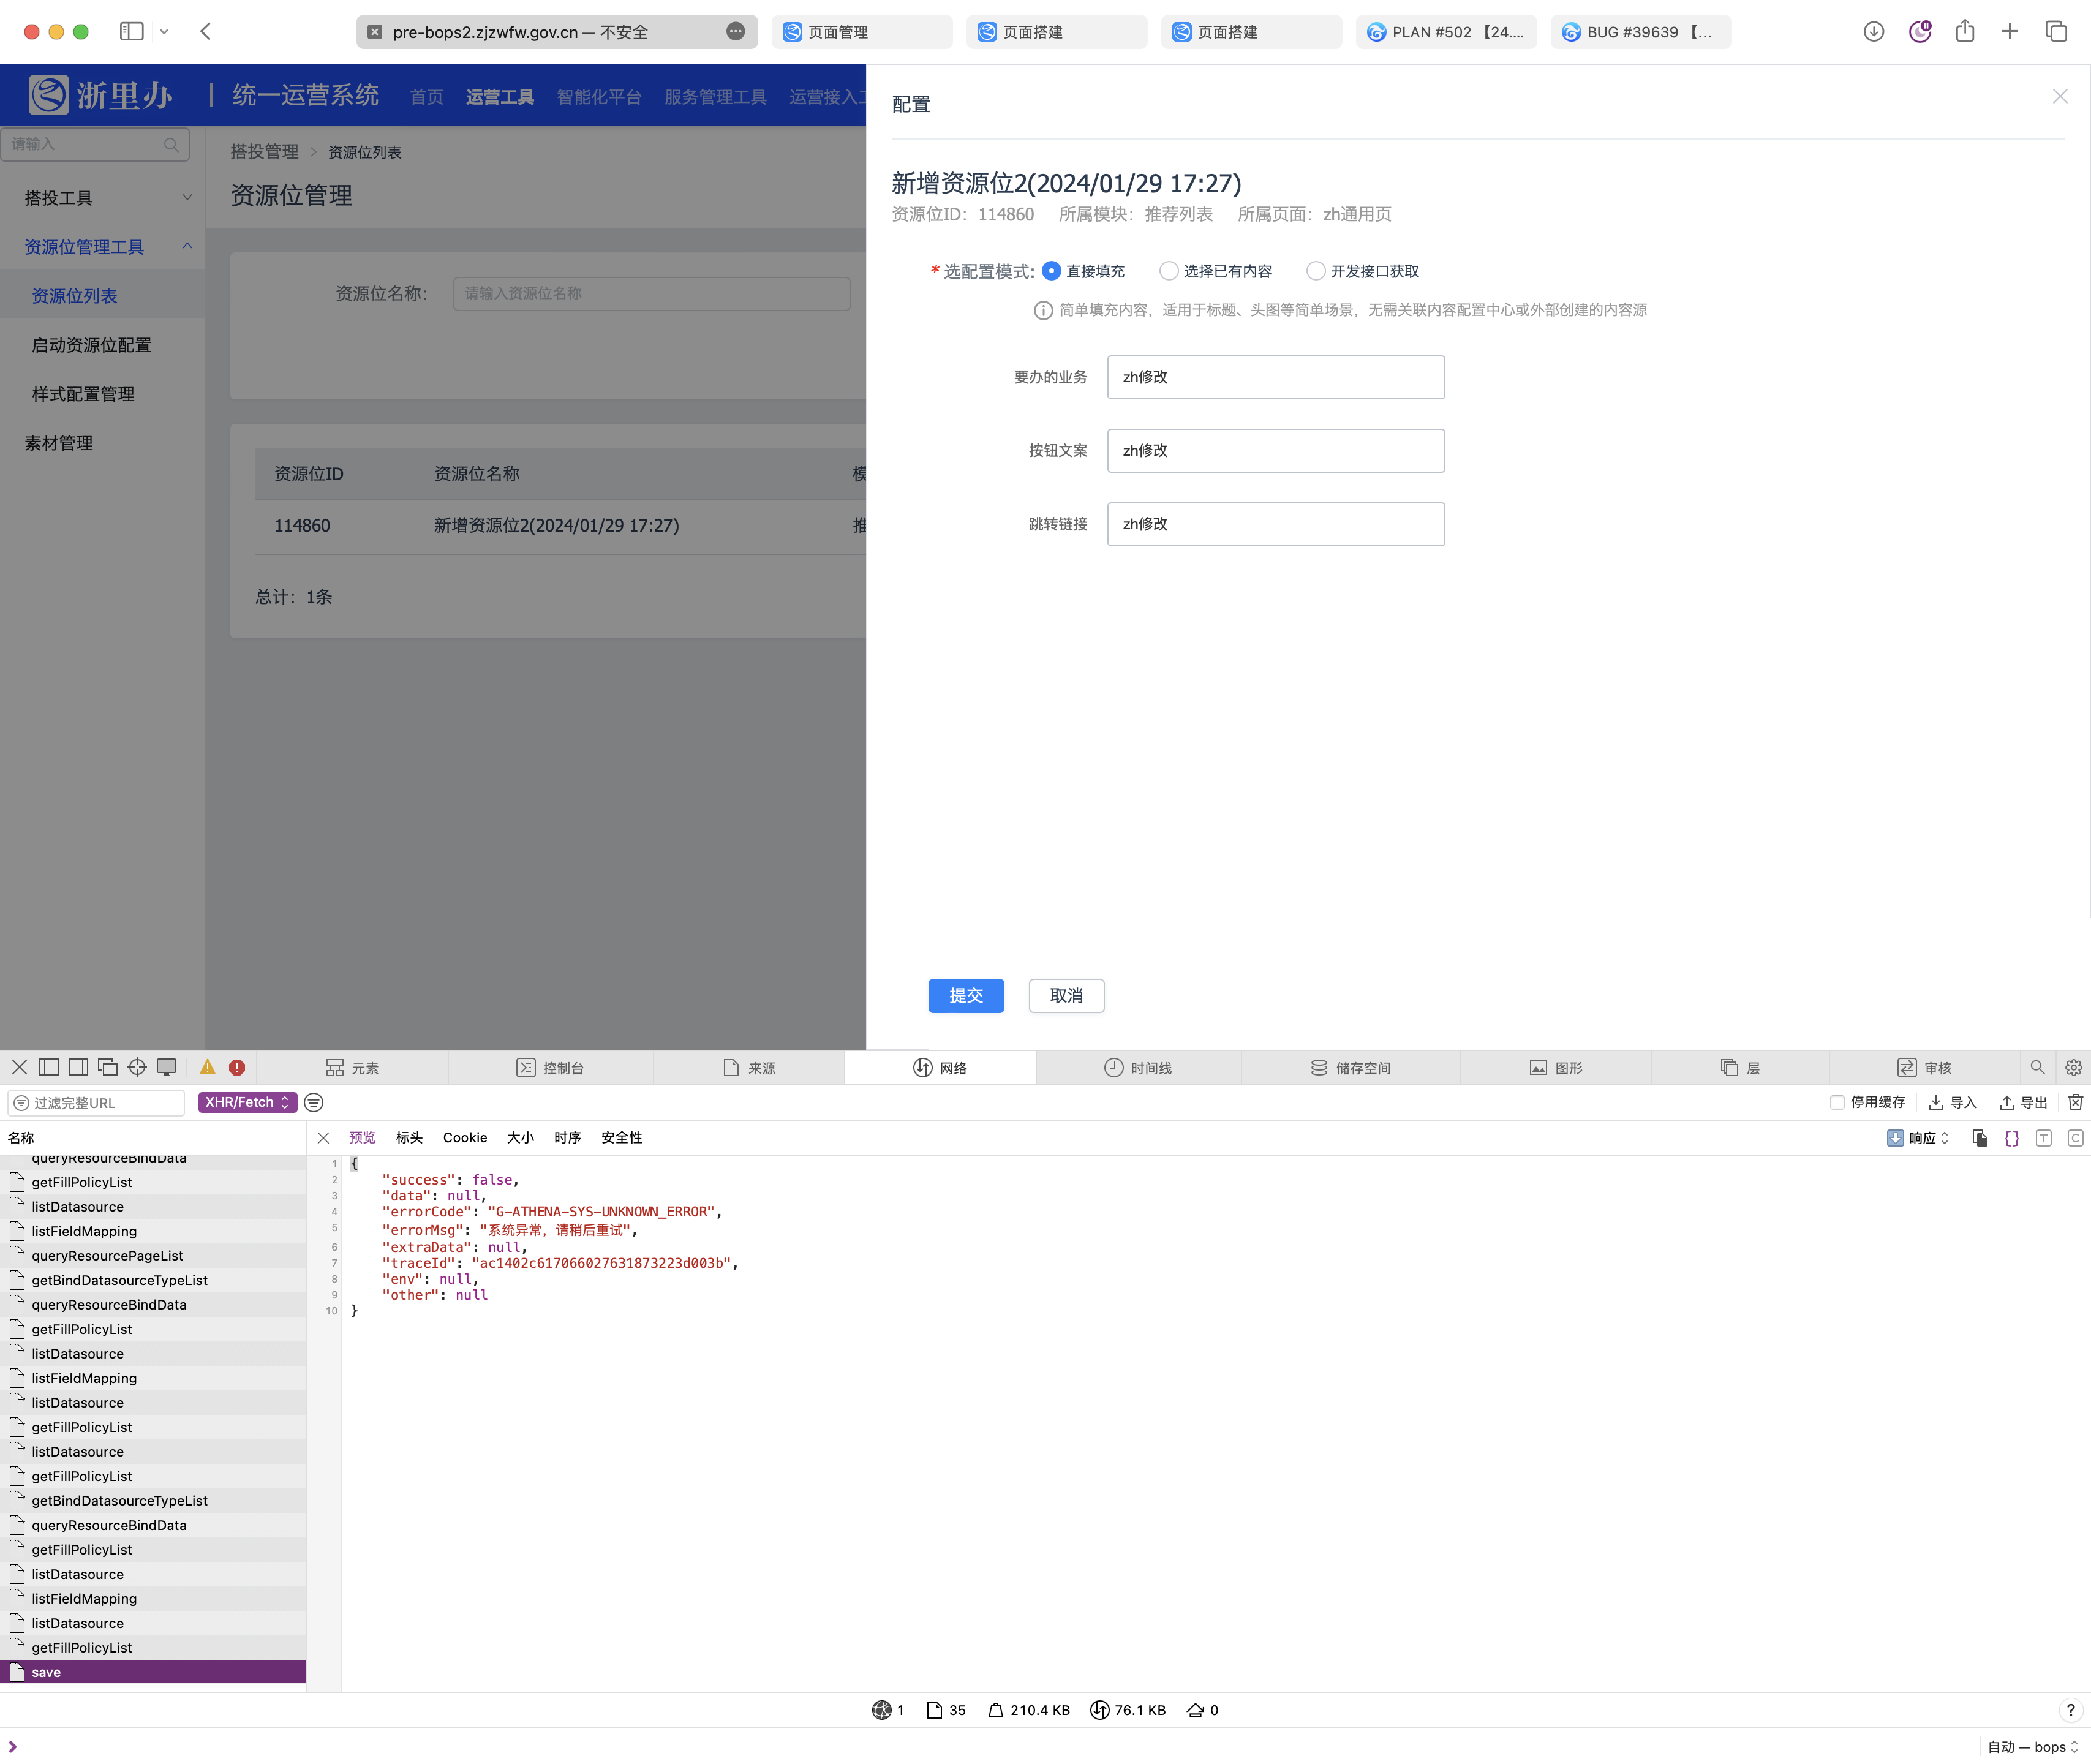 pre-bops2.zjzwfw.gov.cn — 不安全
页面管理
页面搭建
页面搭建
PLAN #502 【24....
BUG #39639 【...
浙里办 | 统一运营系统 首页 运营工具 智能化平台 服务管理工具 运营接入工
请输入
搭投工具
资源位管理工具
资源位列表
启动资源位配置
样式配置管理
素材管理
搭投管理 > 资源位列表
资源位管理
资源位名称： 请输入资源位名称
资源位ID 资源位名称 模
114860 新增资源位2(2024/01/29 17:27) 推
总计：1条
配置
新增资源位2(2024/01/29 17:27)
资源位ID：114860 所属模块：推荐列表 所属页面：zh通用页
* 选配置模式: 直接填充 选择已有内容 开发接口获取
简单填充内容，适用于标题、头图等简单场景，无需关联内容配置中心或外部创建的内容源
要办的业务 zh修改
按钮文案 zh修改
跳转链接 zh修改
提交 取消
元素 控制台 来源 网络 时间线 储存空间 图形 层 审核
过滤完整URL XHR/Fetch 停用缓存 导入 导出
名称
预览 标头 Cookie 大小 时序 安全性 响应
queryResourceBindData
getFillPolicyList
listDatasource
listFieldMapping
queryResourcePageList
getBindDatasourceTypeList
queryResourceBindData
getFillPolicyList
listDatasource
listFieldMapping
listDatasource
getFillPolicyList
listDatasource
getFillPolicyList
getBindDatasourceTypeList
queryResourceBindData
getFillPolicyList
listDatasource
listFieldMapping
listDatasource
getFillPolicyList
save
1 {
2 "success": false,
3 "data": null,
4 "errorCode": "G-ATHENA-SYS-UNKNOWN_ERROR",
5 "errorMsg": "系统异常，请稍后重试",
6 "extraData": null,
7 "traceId": "ac1402c617066027631873223d003b",
8 "env": null,
9 "other": null
10 }
1 35 210.4 KB 76.1 KB 0
?
自动 — bops